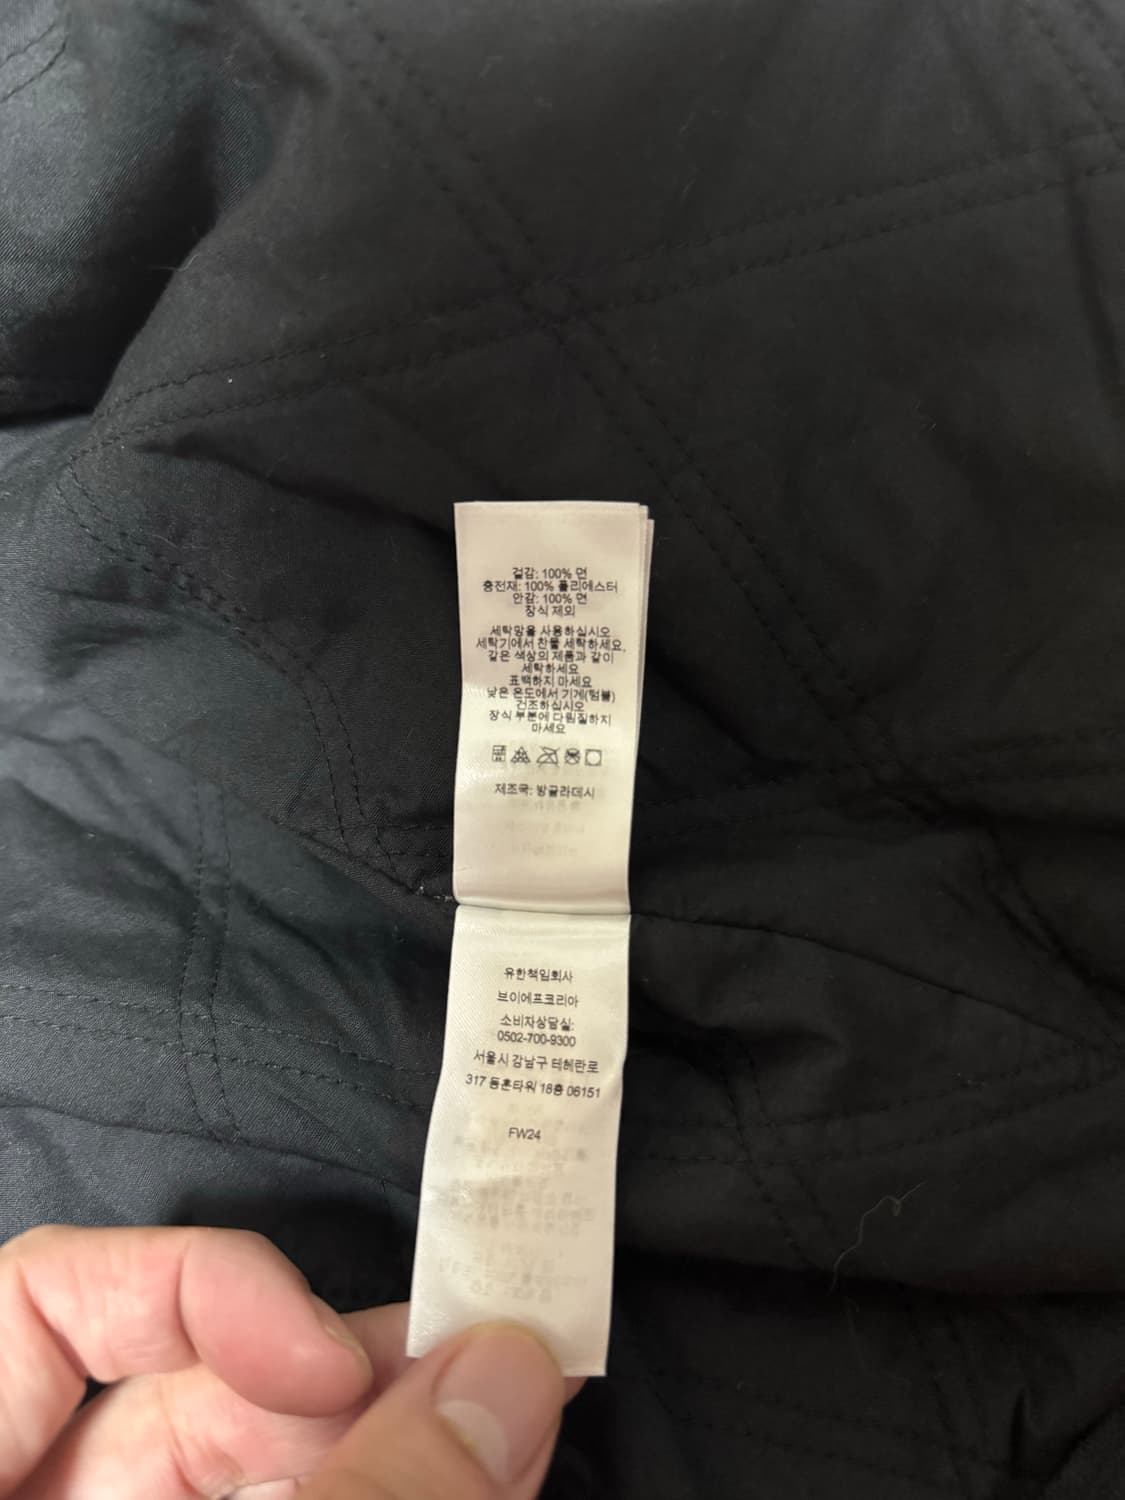 겉감: 100% 면
충전재: 100% 폴리에스터
안감: 100% 면
장식 제외
세탁망을 사용하십시오
세탁기에서 찬물 세탁하세요,
같은 색상의 제품과 같이
세탁하세요
표백하지 마세요
낮은 온도에서 기계(텀블)
건조하십시오
장식 부분에 다림질하지
마세요
제조국: 방글라데시
유한책임회사
브이에프코리아
소비자상담실:
0502-700-9300
서울시 강남구 테헤란로
317 동훈타워 18층 06151
FW24